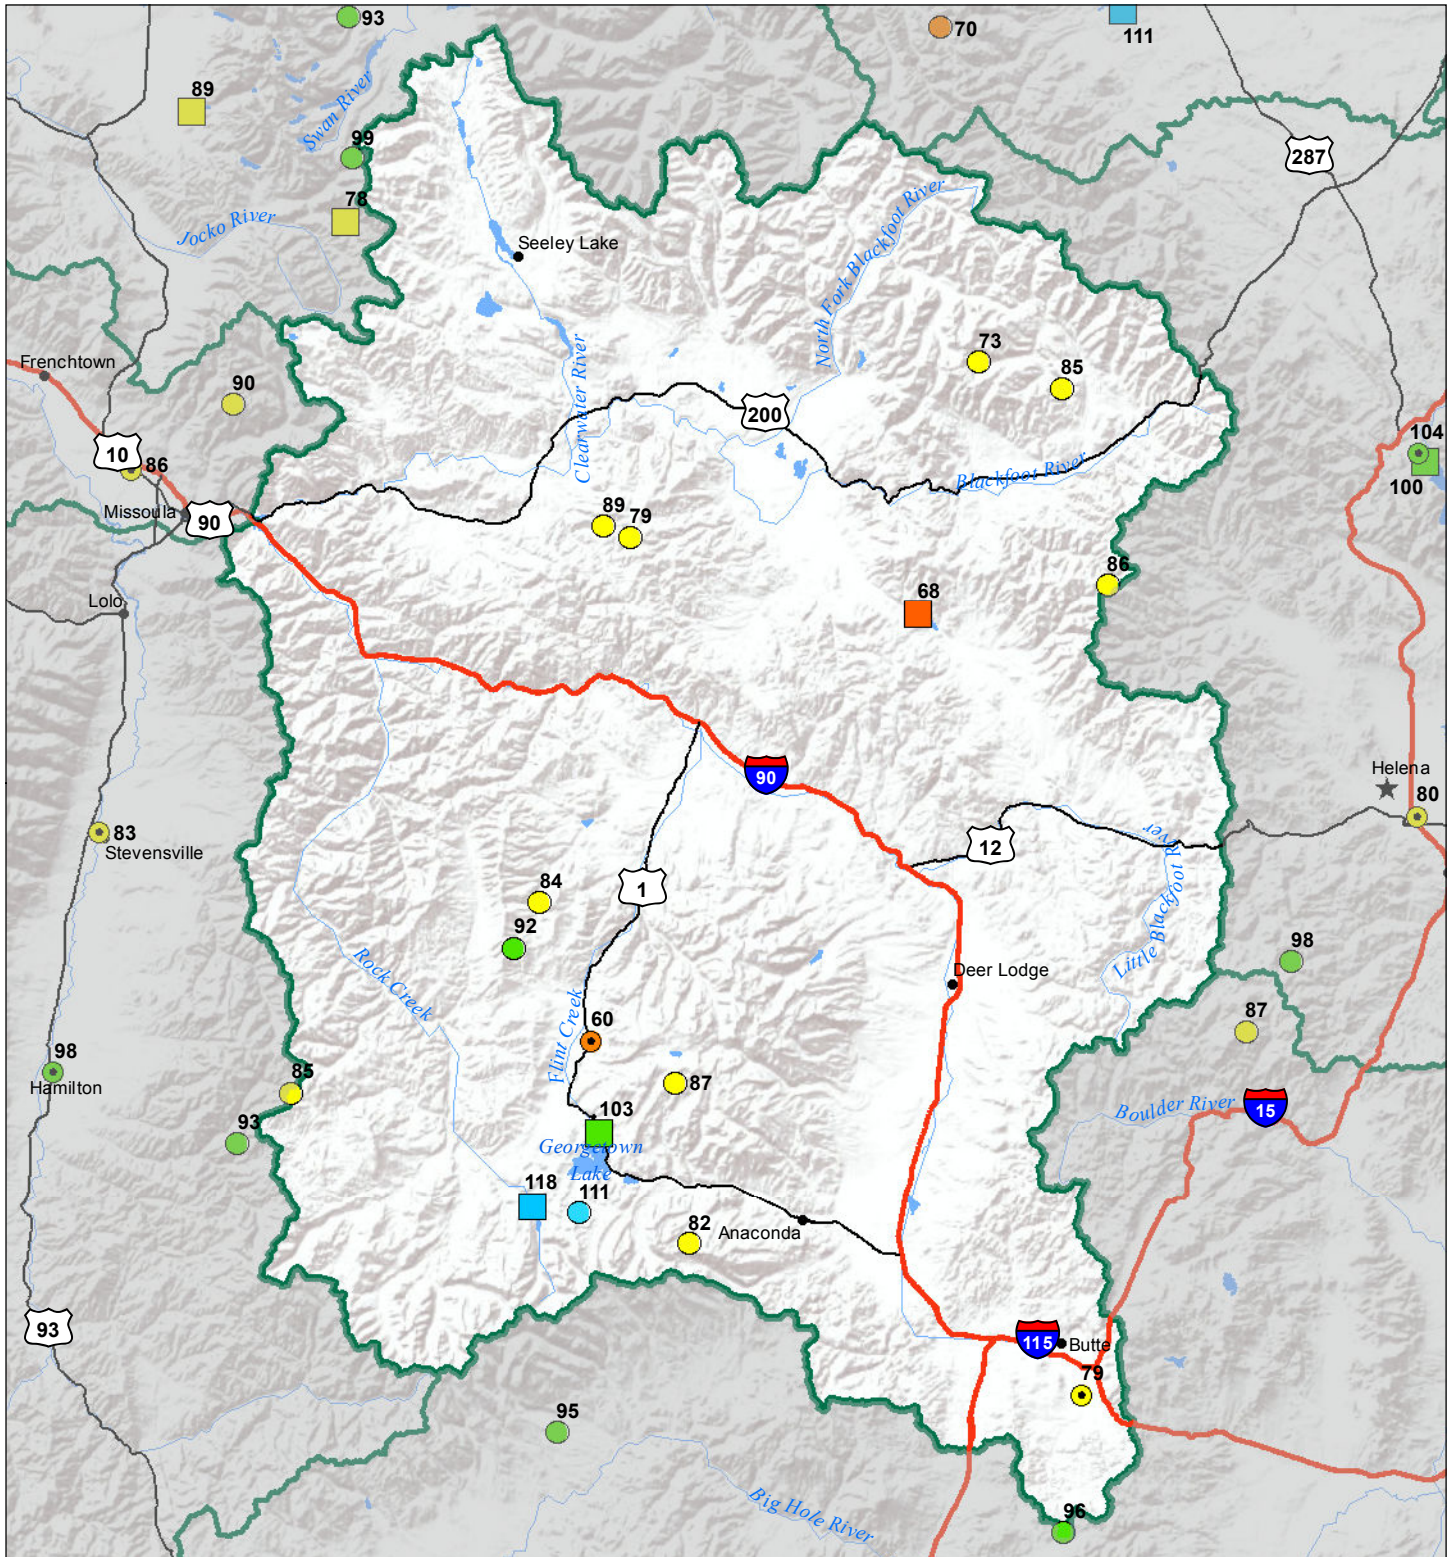 93
70
111
89
Swan River
99
78
Jocko River
287
Seeley Lake
North Fork Blackfoot River
Frenchtown
73
85
90
Clearwater River
200
104
10
86
Blackfoot River
100
Missoula
90
89
79
86
Lolo
68
90
Helena
80
83
Stevensville
12
Little Blackfoot River
84
1
92
98
Rock Creek
Deer Lodge
Flint Creek
60
87
98
Hamilton
85
87
103
Boulder River
15
93
Georgetown
Lake
118
111
82
Anaconda
93
115
Butte
79
95
Big Hole River
96